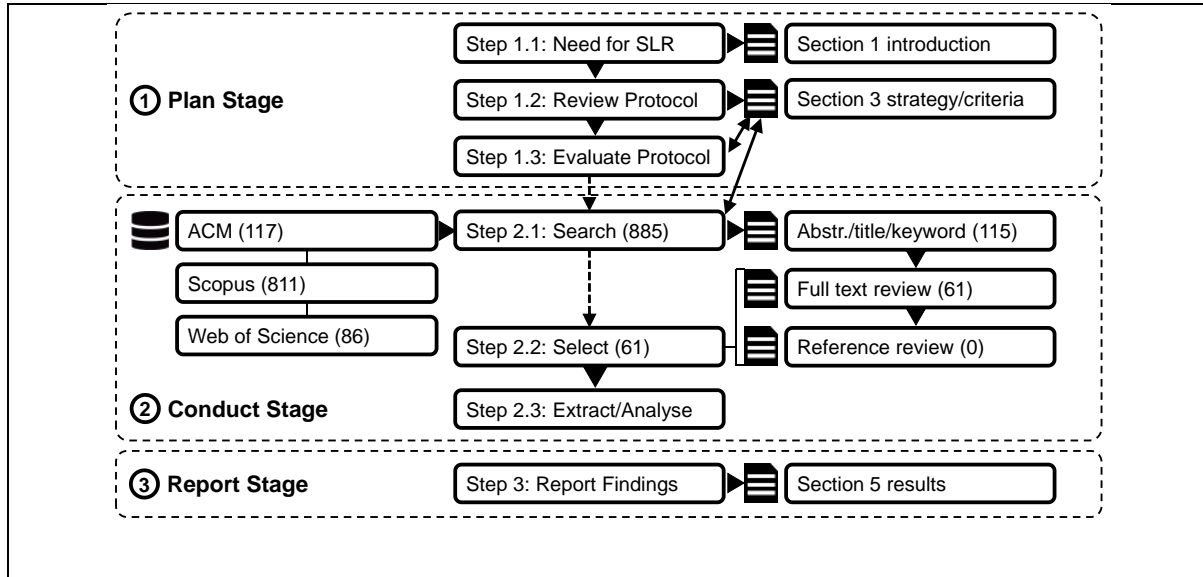 Step 1.1: Need for SLR
Section 1 introduction
1 Plan Stage
Step 1.2: Review Protocol
Section 3 strategy/criteria
Step 1.3: Evaluate Protocol
ACM (117)
Step 2.1: Search (885)
Abstr./title/keyword (115)
Scopus (811)
Full text review (61)
Web of Science (86)
Step 2.2: Select (61)
Reference review (0)
2 Conduct Stage
Step 2.3: Extract/Analyse
3 Report Stage
Step 3: Report Findings
Section 5 results